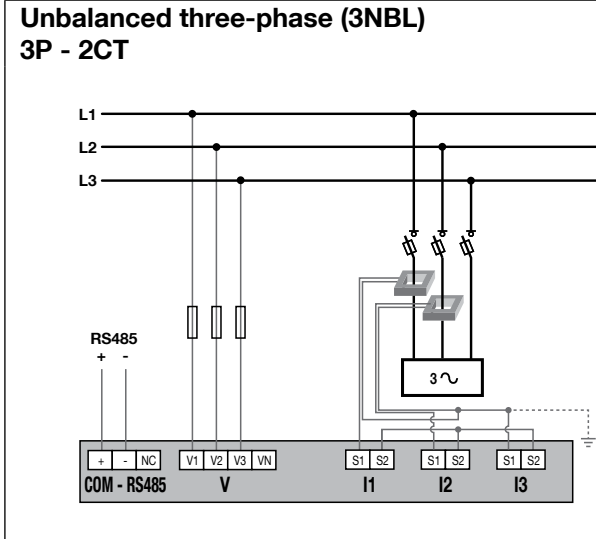 Unbalanced three-phase (3NBL)
3P - 2CT
L1
L2
L3
RS485
+ -
3
+ - NC V1 V2 V3 VN S1 S2 S1 S2 S1 S2
COM - RS485 V I1 I2 I3